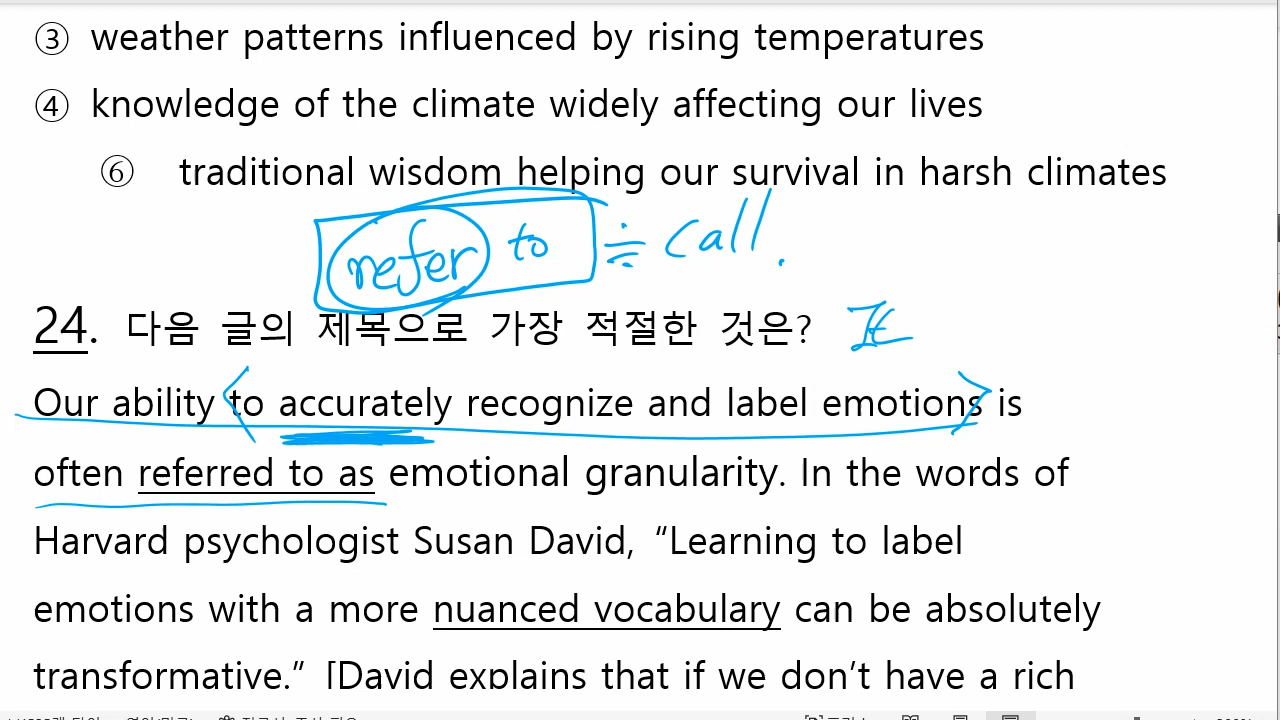 ③ weather patterns influenced by rising temperatures
④ knowledge of the climate widely affecting our lives
⑥ traditional wisdom helping our survival in harsh climates
refer to ≒ call.
24. 다음 글의 제목으로 가장 적절한 것은?
Our ability to accurately recognize and label emotions is
often referred to as emotional granularity. In the words of
Harvard psychologist Susan David, “Learning to label
emotions with a more nuanced vocabulary can be absolutely
transformative.” [David explains that if we don’t have a rich